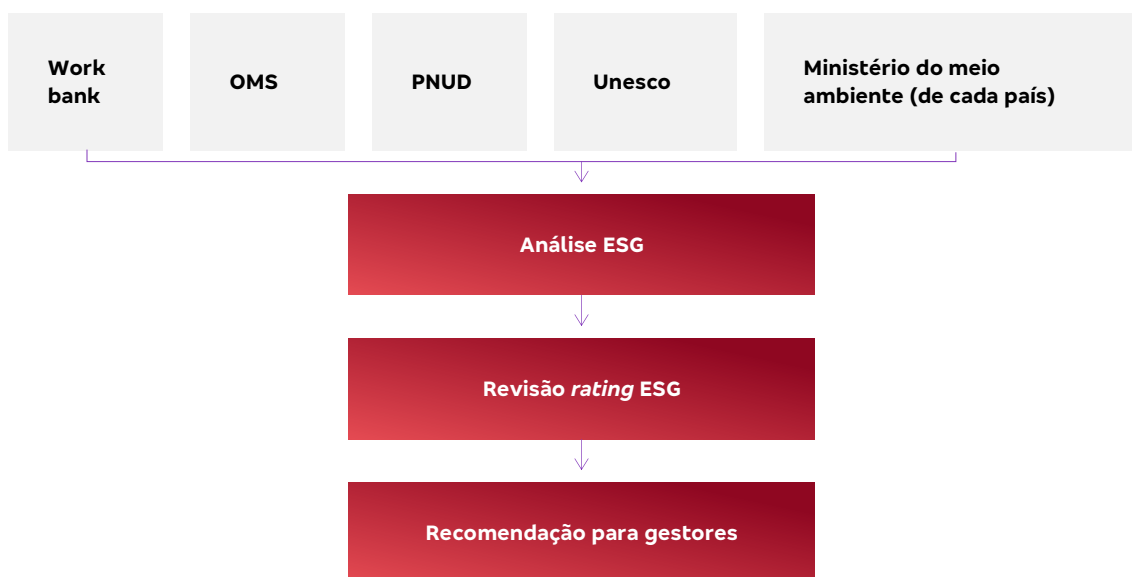 Work
bank
OMS
PNUD
Unesco
Ministério do meio
ambiente (de cada país)
Análise ESG
Revisão rating ESG
Recomendação para gestores